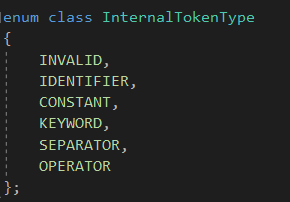 enum class InternalTokenType
{
    INVALID,
    IDENTIFIER,
    CONSTANT,
    KEYWORD,
    SEPARATOR,
    OPERATOR
};